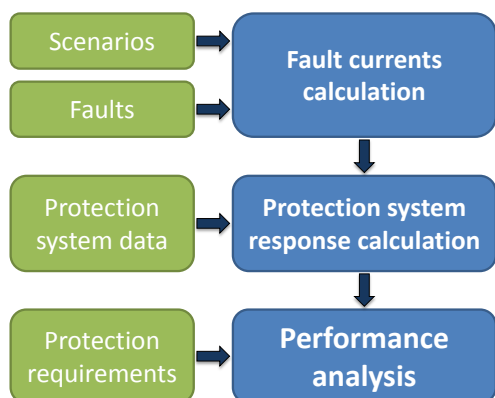 Scenarios
Fault currents
calculation
Faults
Protection
system data
Protection system
response calculation
Protection
requirements
Performance
analysis